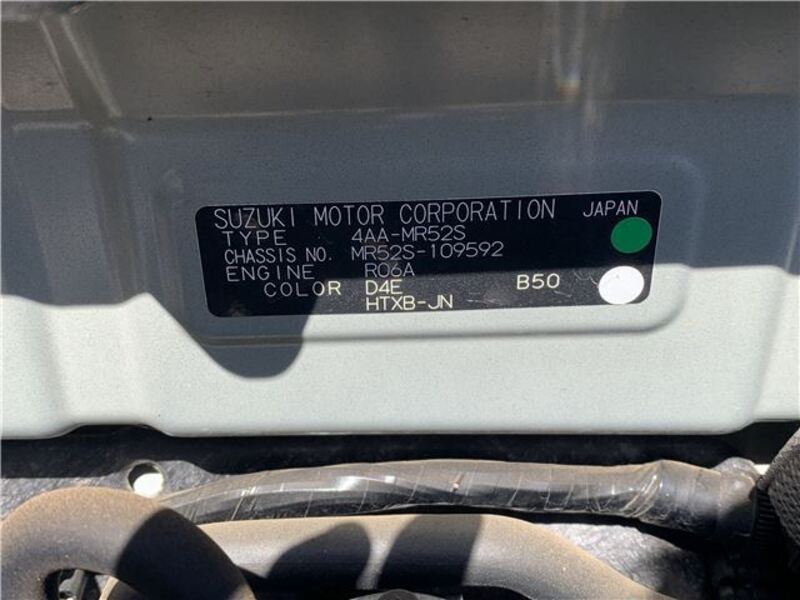 SUZUKI MOTOR CORPORATION JAPAN
TYPE 4AA-MR52S
CHASSIS NO. MR52S-109592
ENGINE R06A
COLOR D4E B50
HTXB-JN